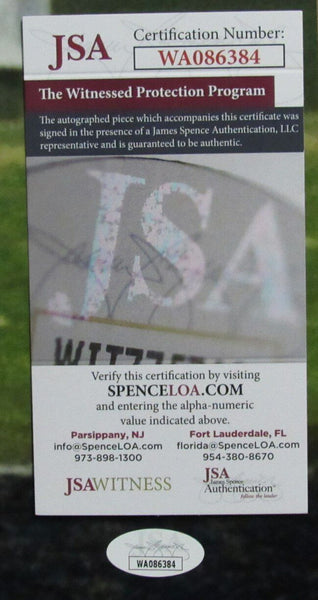 JSA
Certification Number:
WA086384
The Witnessed Protection Program
The autographed piece which accompanies this certificate was
signed in the presence of a James Spence Authentication, LLC
representative and is guaranteed to be authentic.
JSA
Verify this certification by visiting
SPENCELOA.COM
and entering the alpha-numeric
value indicated above.
Parsippany, NJ
info@SpenceLOA.com
973-898-1300
Fort Lauderdale, FL
florida@SpenceLOA.com
954-380-8670
JSAWITNESS
JSA
James Spence
Authentication
follow the leader
WA086384